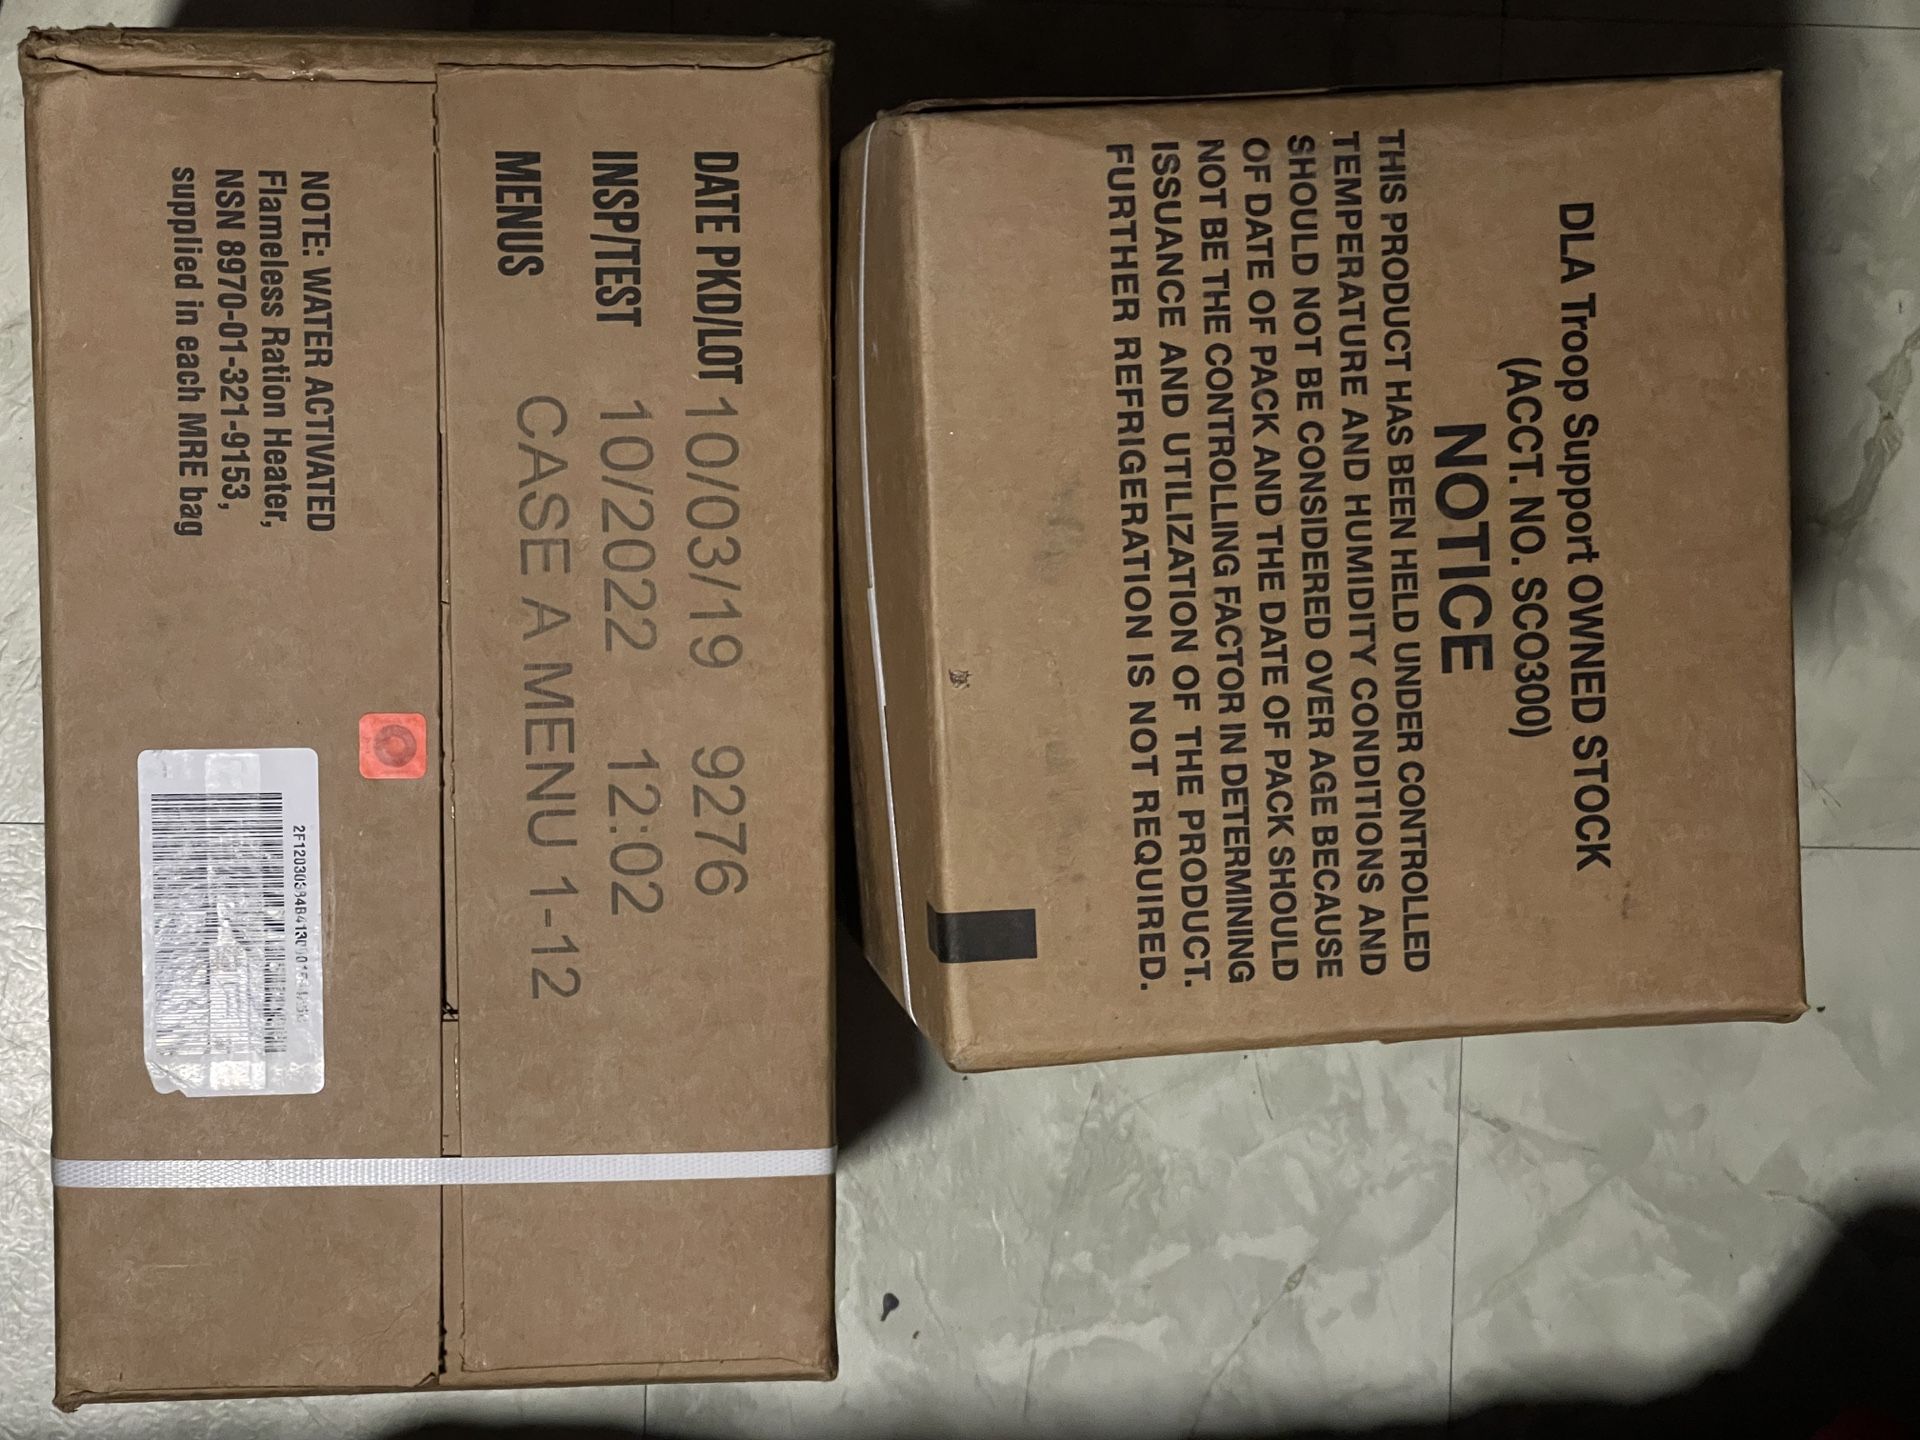 DATE PKD/LOT 10/03/19 9276
INSP/TEST 10/2022 12:02
MENUS CASE A MENU 1-12
NOTE: WATER ACTIVATED
Flameless Ration Heater,
NSN 8970-01-321-9153,
supplied in each MRE bag
DLA Troop Support OWNED STOCK
(ACCT. NO. SCO300)
NOTICE
THIS PRODUCT HAS BEEN HELD UNDER CONTROLLED
TEMPERATURE AND HUMIDITY CONDITIONS AND
SHOULD NOT BE CONSIDERED OVER AGE BECAUSE
OF DATE OF PACK AND THE DATE OF PACK SHOULD
NOT BE THE CONTROLLING FACTOR IN DETERMINING
ISSUANCE AND UTILIZATION OF THE PRODUCT.
FURTHER REFRIGERATION IS NOT REQUIRED.